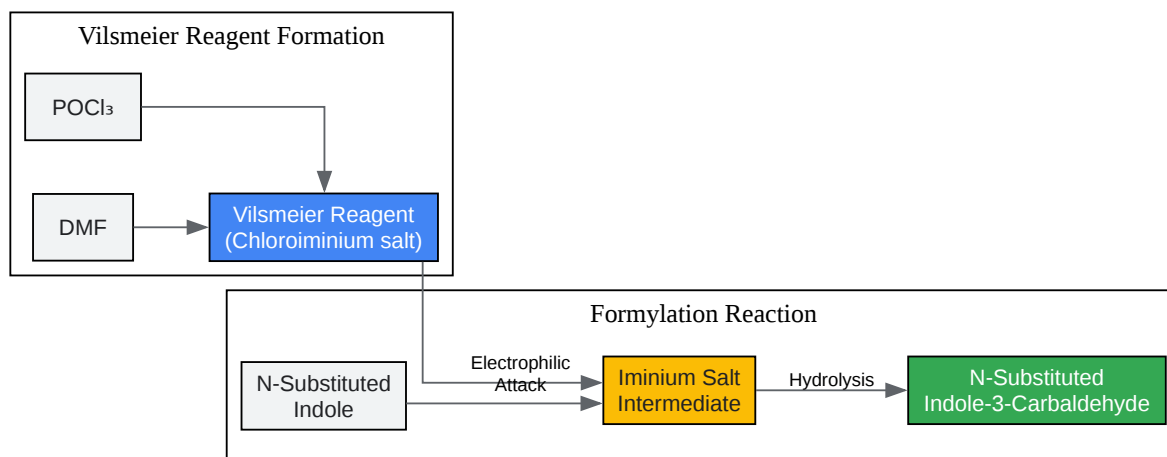 Vilsmeier Reagent Formation
POCl₃
DMF
Vilsmeier Reagent
(Chloroiminium salt)
Formylation Reaction
N-Substituted
Indole
Electrophilic
Attack
Iminium Salt
Intermediate
Hydrolysis
N-Substituted
Indole-3-Carbaldehyde